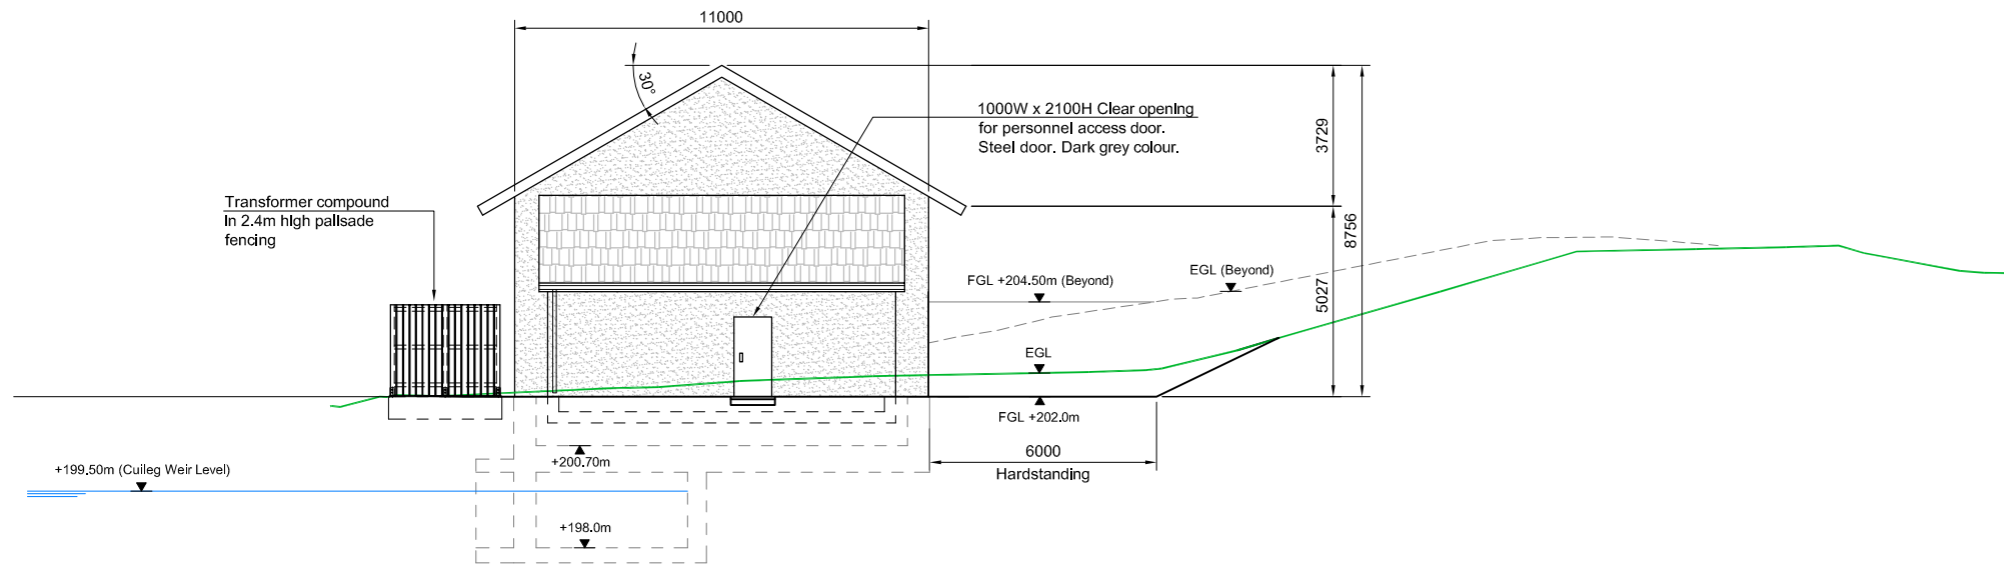 11000
30°
1000W x 2100H Clear opening
for personnel access door.
Steel door. Dark grey colour.
3729
Transformer compound
In 2.4m high palisade
fencing
8756
5027
FGL +204.50m (Beyond)
EGL (Beyond)
EGL
FGL +202.0m
+200.70m
6000
Hardstanding
+199.50m (Cuileg Weir Level)
+198.0m